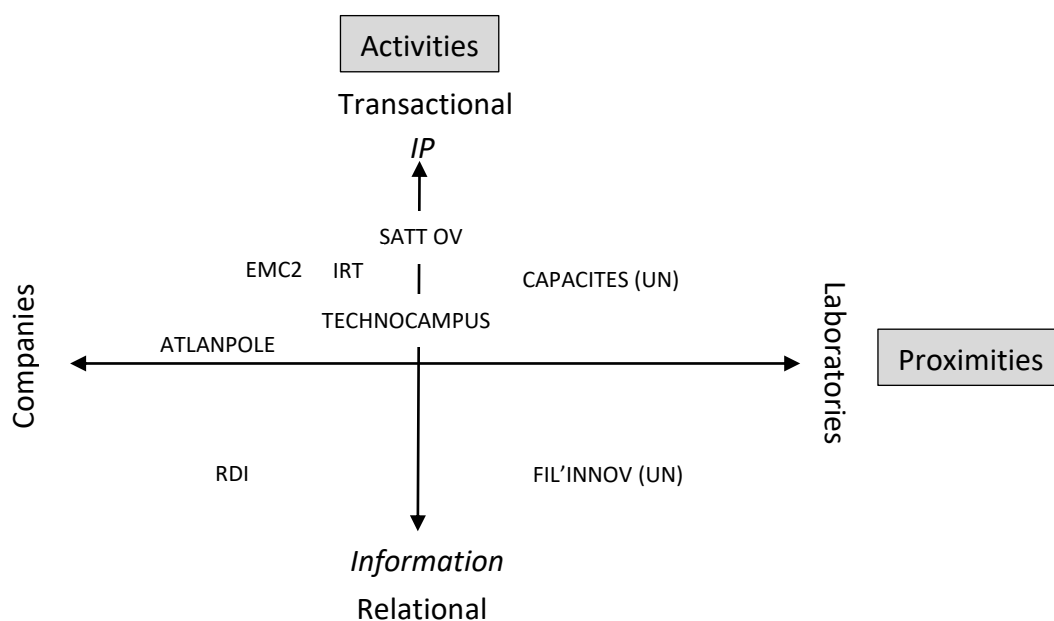 Activities
Transactional
IP
SATT OV
EMC2 IRT
CAPACITES (UN)
TECHNOCAMPUS
ATLANPOLE
Companies
Laboratories
Proximities
RDI
FIL’INNOV (UN)
Information
Relational